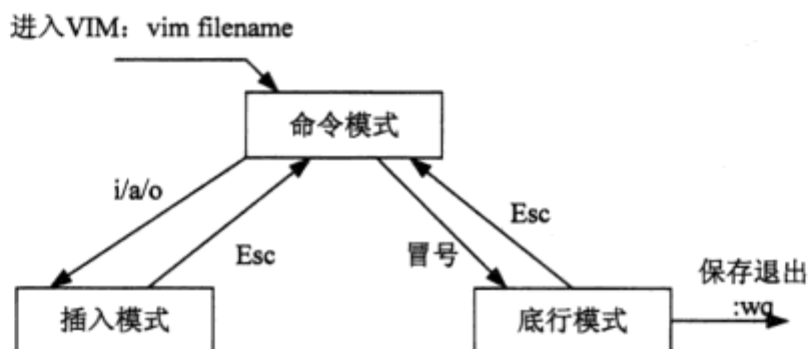 进入VIM：vim filename
命令模式
i/a/o
Esc
冒号
Esc
插入模式
底行模式
保存退出
:wq